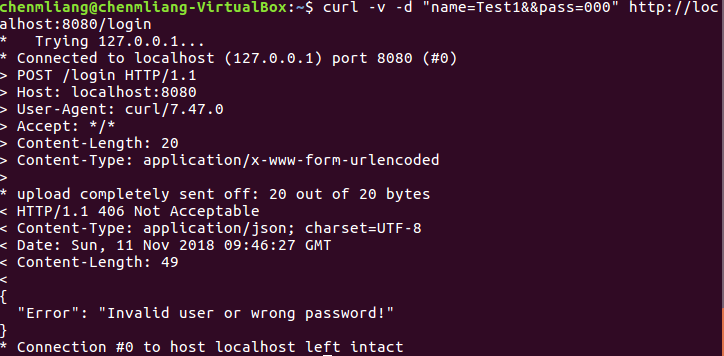 chenmliang@chenmliang-VirtualBox:~$ curl -v -d "name=Test1&&pass=000" http://loc
alhost:8080/login
*   Trying 127.0.0.1...
* Connected to localhost (127.0.0.1) port 8080 (#0)
> POST /login HTTP/1.1
> Host: localhost:8080
> User-Agent: curl/7.47.0
> Accept: */*
> Content-Length: 20
> Content-Type: application/x-www-form-urlencoded
>
* upload completely sent off: 20 out of 20 bytes
< HTTP/1.1 406 Not Acceptable
< Content-Type: application/json; charset=UTF-8
< Date: Sun, 11 Nov 2018 09:46:27 GMT
< Content-Length: 49
<
{
  "Error": "Invalid user or wrong password!"
}
* Connection #0 to host localhost left intact